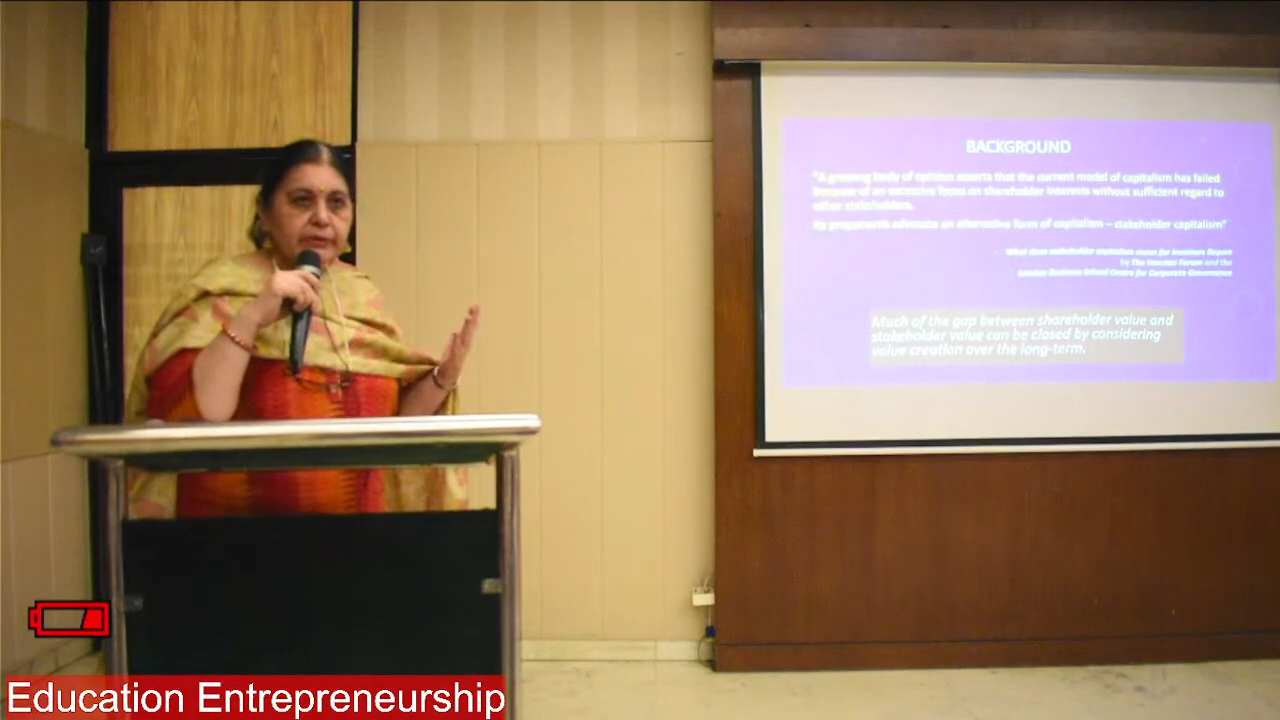 BACKGROUND
"A growing body of opinion asserts that the current model of capitalism has failed
because of an excessive focus on shareholder interests without sufficient regard to
other stakeholders.
Its proponents advocate an alternative form of capitalism – stakeholder capitalism"
What does stakeholder capitalism mean for investors Report
by The Investor Forum and the
London Business School Centre for Corporate Governance
Much of the gap between shareholder value and
stakeholder value can be closed by considering
value creation over the long-term.
Education Entrepreneurship